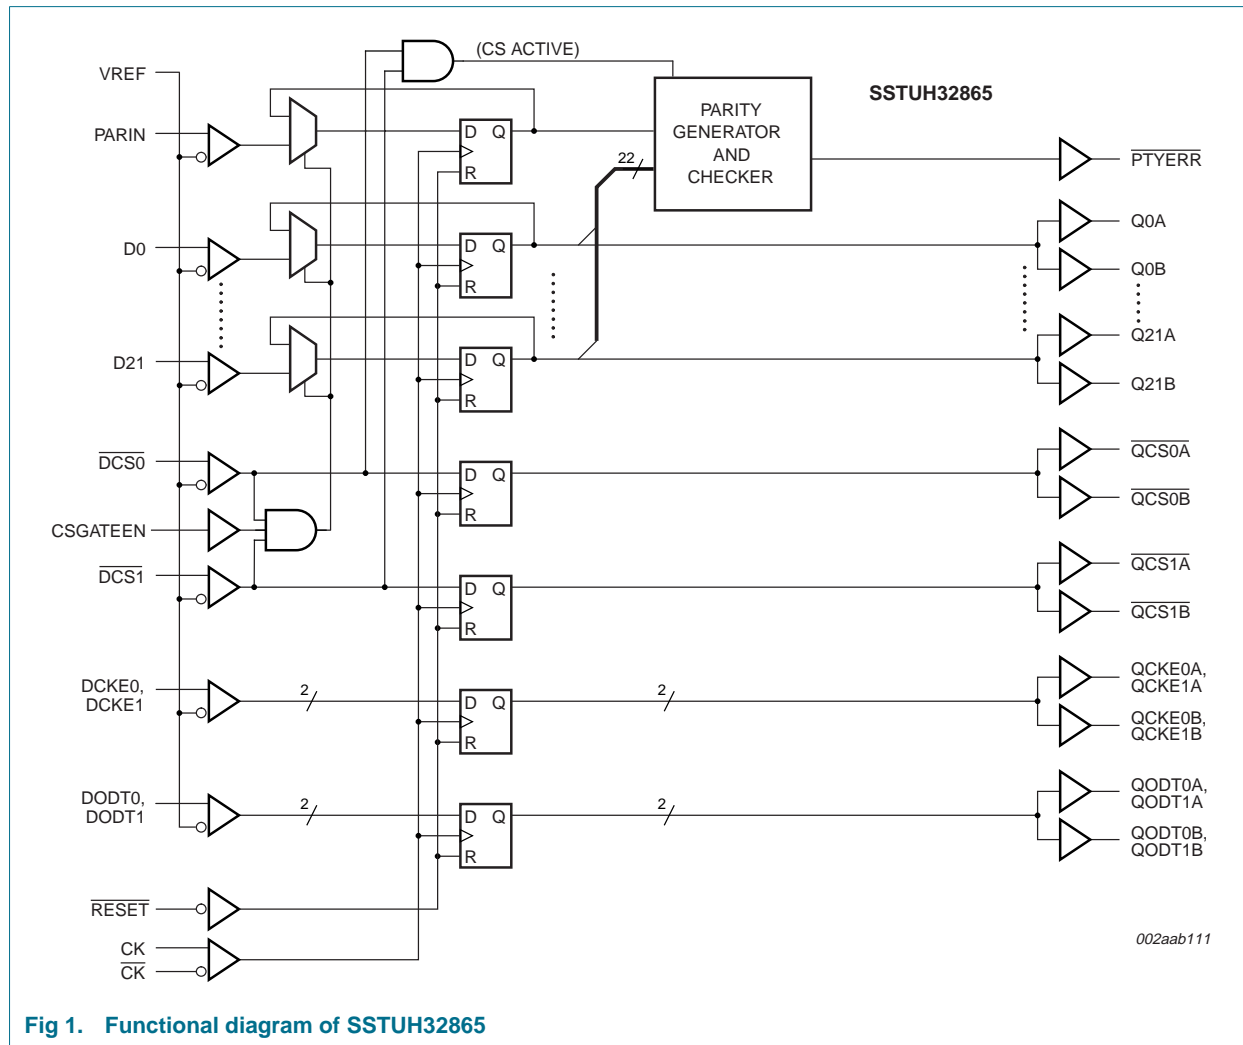 (CS ACTIVE)
VREF
SSTUH32865
PARITY
GENERATOR
AND
CHECKER
PARIN
D Q
R
22
PTYERR
D0
D Q
R
Q0A
Q0B
D21
D Q
R
Q21A
Q21B
DCS0
D Q
R
QCS0A
QCS0B
CSGATEEN
DCS1
D Q
R
QCS1A
QCS1B
DCKE0,
DCKE1
2
D Q
R
2
QCKE0A,
QCKE1A
QCKE0B,
QCKE1B
DODT0,
DODT1
2
D Q
R
2
QODT0A,
QODT1A
QODT0B,
QODT1B
RESET
CK
CK
002aab111
Fig 1. Functional diagram of SSTUH32865